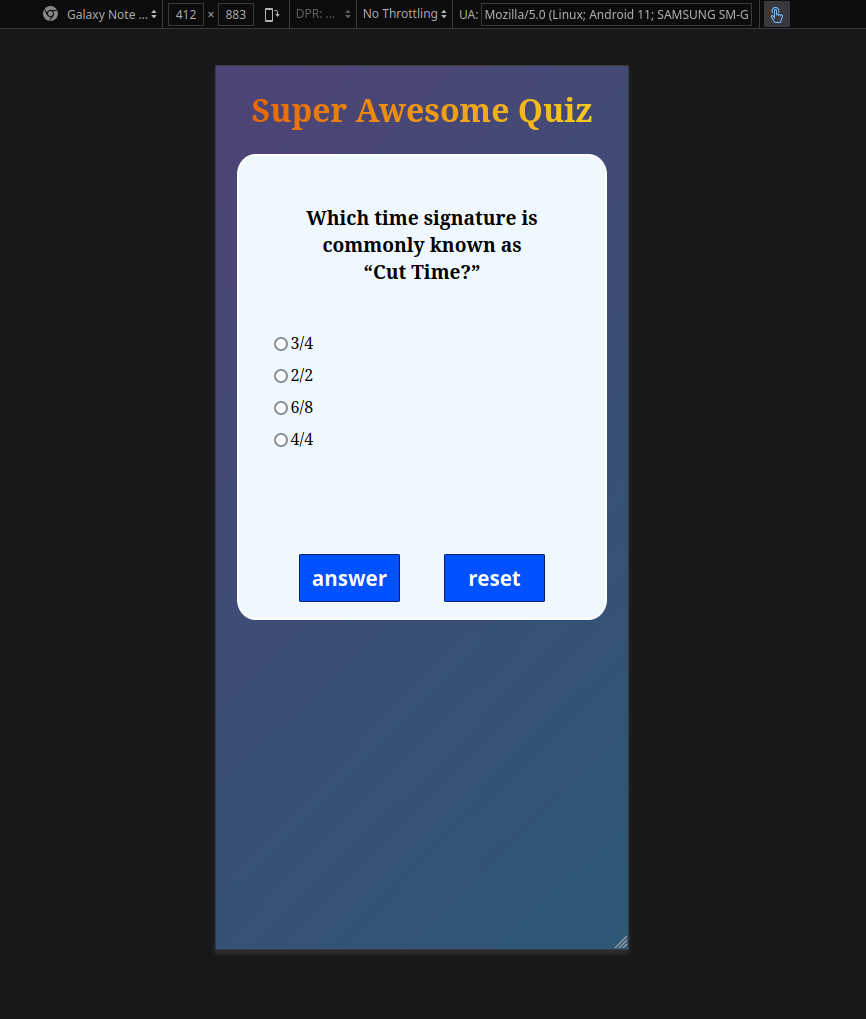 Galaxy Note ... 412 × 883 DPR: ... No Throttling UA: Mozilla/5.0 (Linux; Android 11; SAMSUNG SM-G
Super Awesome Quiz
Which time signature is
commonly known as
“Cut Time?”
3/4
2/2
6/8
4/4
answer reset